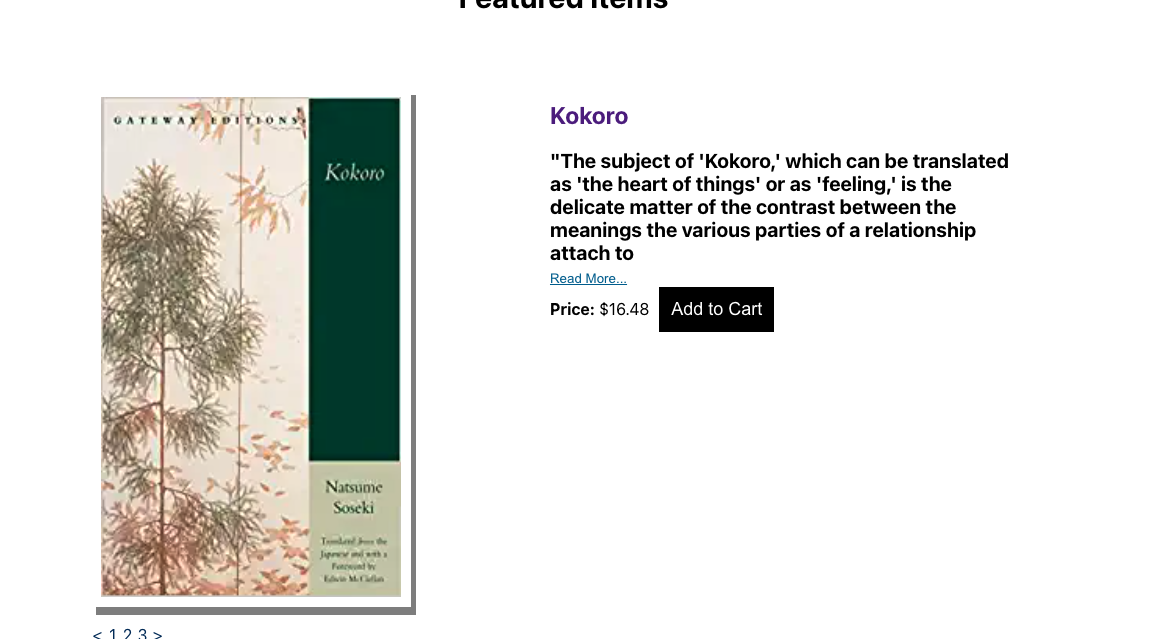 Featured Items
GATEWAY EDITIONS
Kokoro
Natsume
Soseki
Translated from the
Japanese and with a
Foreword by
Edwin McClellan
Kokoro
"The subject of 'Kokoro,' which can be translated
as 'the heart of things' or as 'feeling,' is the
delicate matter of the contrast between the
meanings the various parties of a relationship
attach to
Read More...
Price: $16.48 Add to Cart
< 1 2 3 >